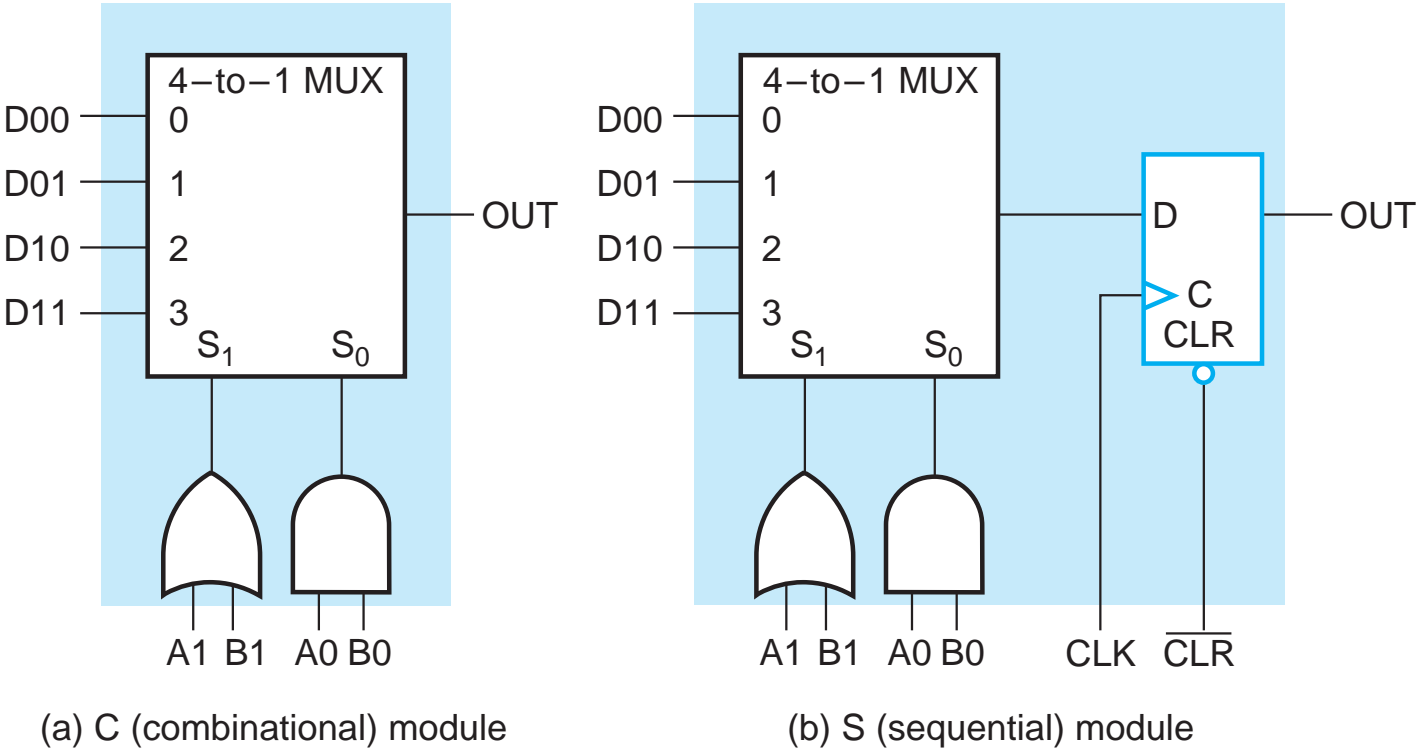 4–to–1 MUX
D00 0
D01 1
D10 2
D11 3
S1 S0
OUT
A1 B1 A0 B0
(a) C (combinational) module
4–to–1 MUX
D00 0
D01 1
D10 2
D11 3
S1 S0
D
C
CLR
OUT
A1 B1 A0 B0
CLK C̅L̅R̅
(b) S (sequential) module